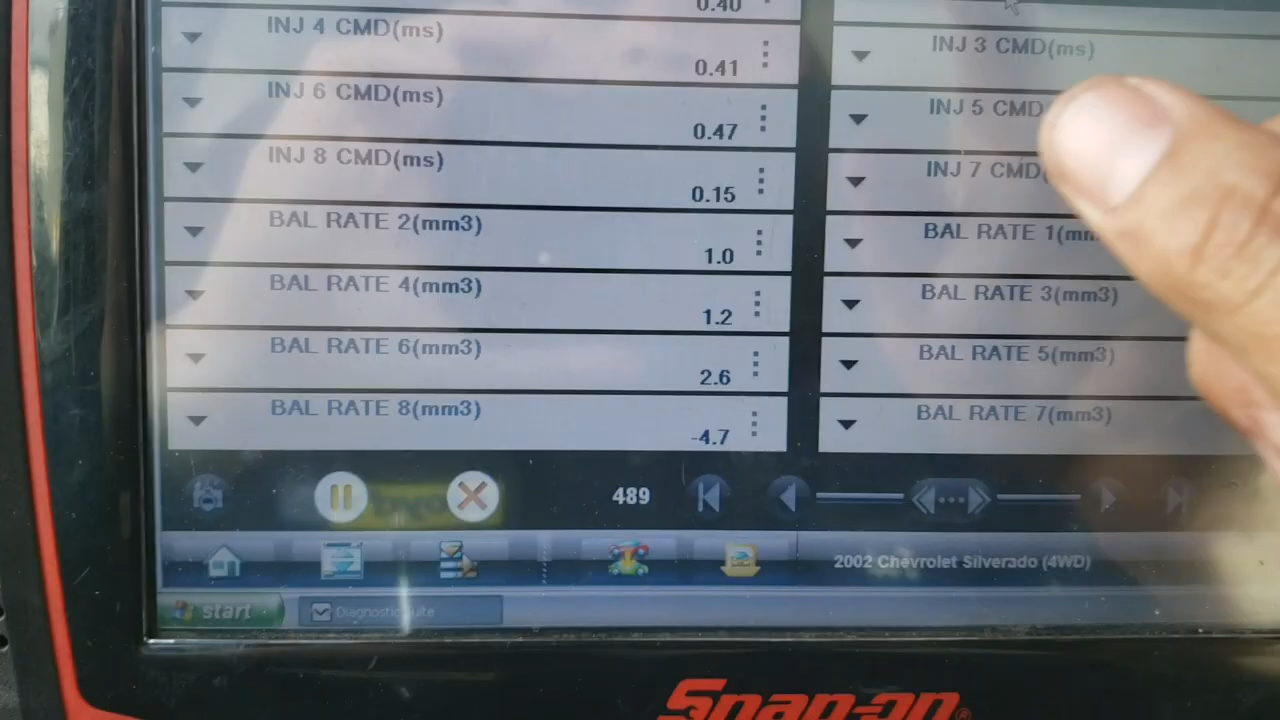 0.40
INJ 4 CMD(ms)
0.41
INJ 6 CMD(ms)
0.47
INJ 8 CMD(ms)
0.15
BAL RATE 2(mm3)
1.0
BAL RATE 4(mm3)
1.2
BAL RATE 6(mm3)
2.6
BAL RATE 8(mm3)
-4.7
INJ 3 CMD(ms)
INJ 5 CMD
INJ 7 CMD(
BAL RATE 1(mm
BAL RATE 3(mm3)
BAL RATE 5(mm3)
BAL RATE 7(mm3)
489
2002 Chevrolet Silverado (4WD)
start
Diagnostic Suite
Snap-on